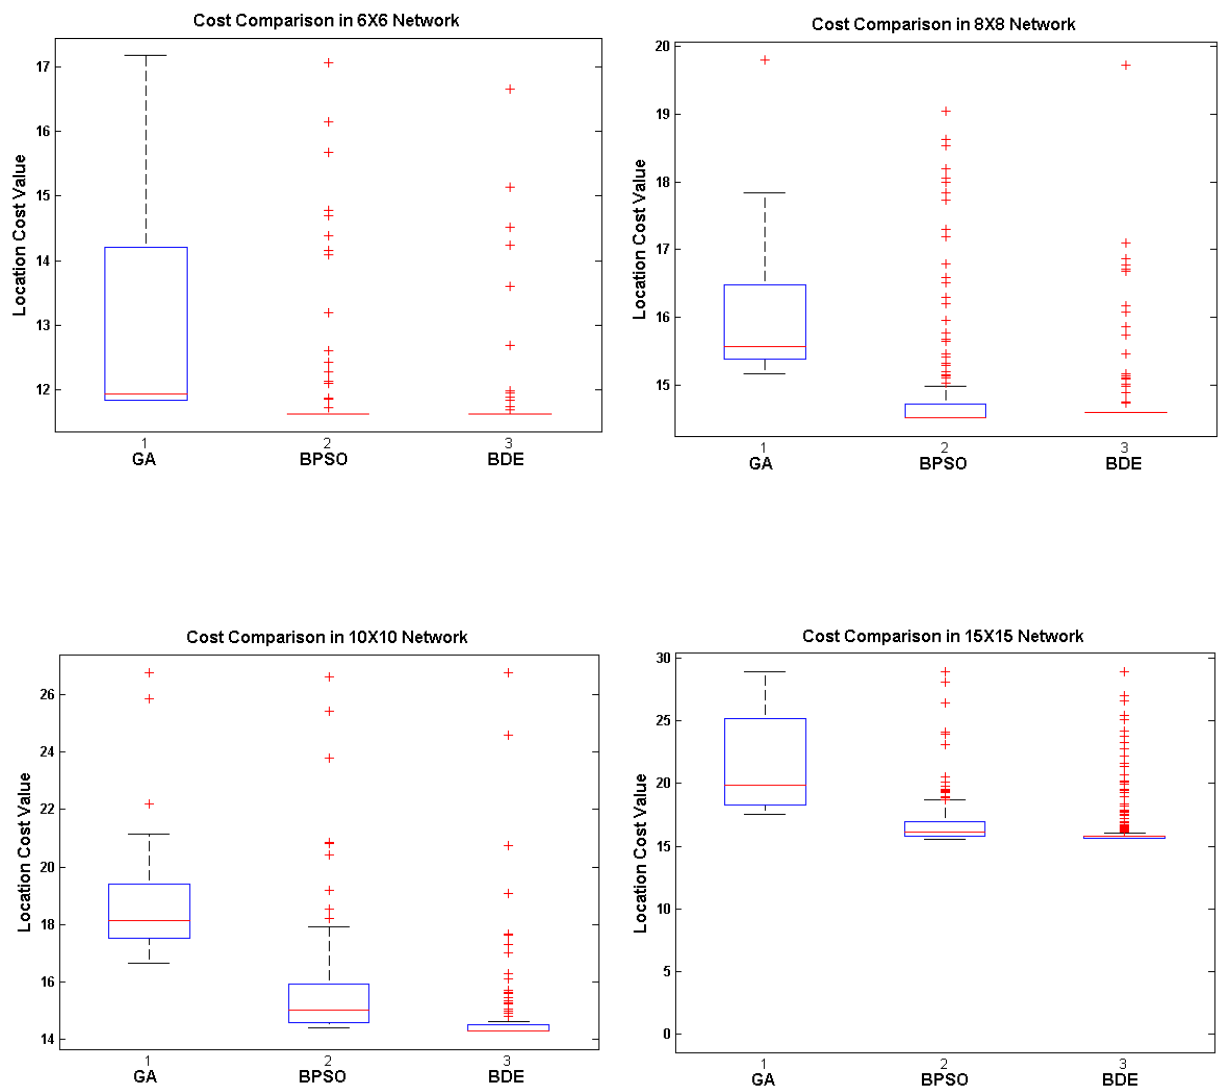 Cost Comparison in 6X6 Network
Location Cost Value
17
16
15
14
13
12
1 2 3
GA BPSO BDE
Cost Comparison in 8X8 Network
Location Cost Value
20
19
18
17
16
15
1 2 3
GA BPSO BDE
Cost Comparison in 10X10 Network
Location Cost Value
26
24
22
20
18
16
14
1 2 3
GA BPSO BDE
Cost Comparison in 15X15 Network
Location Cost Value
30
25
20
15
10
5
0
1 2 3
GA BPSO BDE